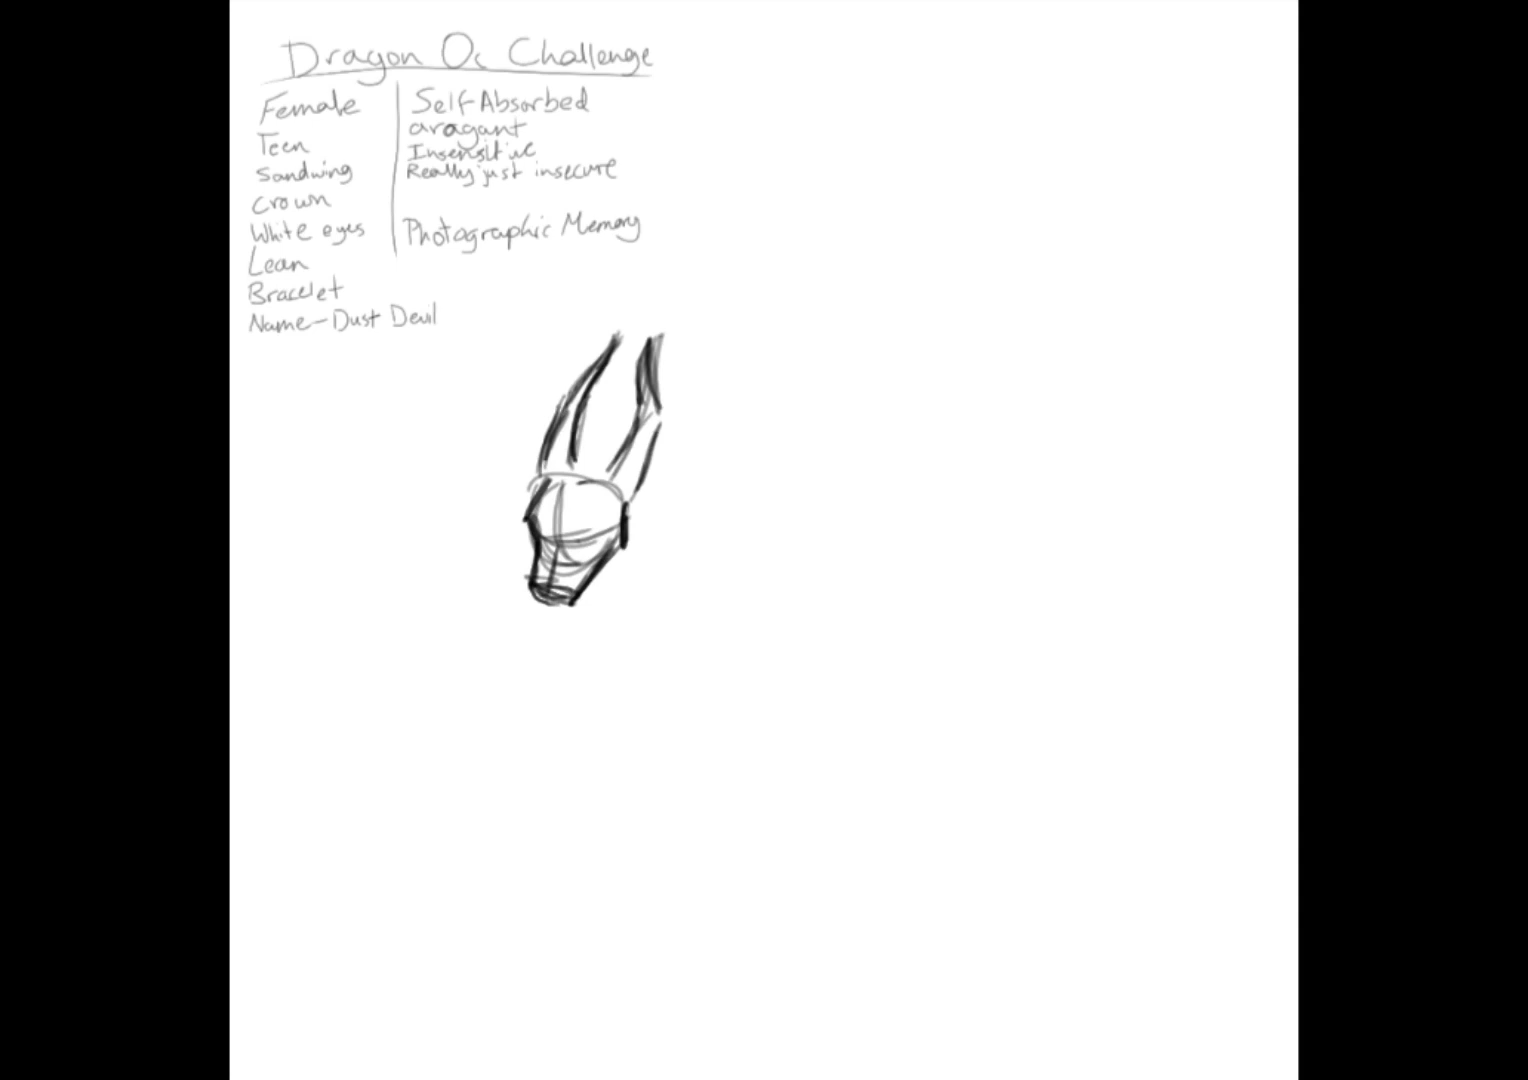 Dragon Oc Challenge
Female
Teen
Sandwing
Crown
White eyes
Lean
Bracelet
Name-Dust Devil
Self-Absorbed
aragant
Insensitive
Really just insecure
Photographic Memory